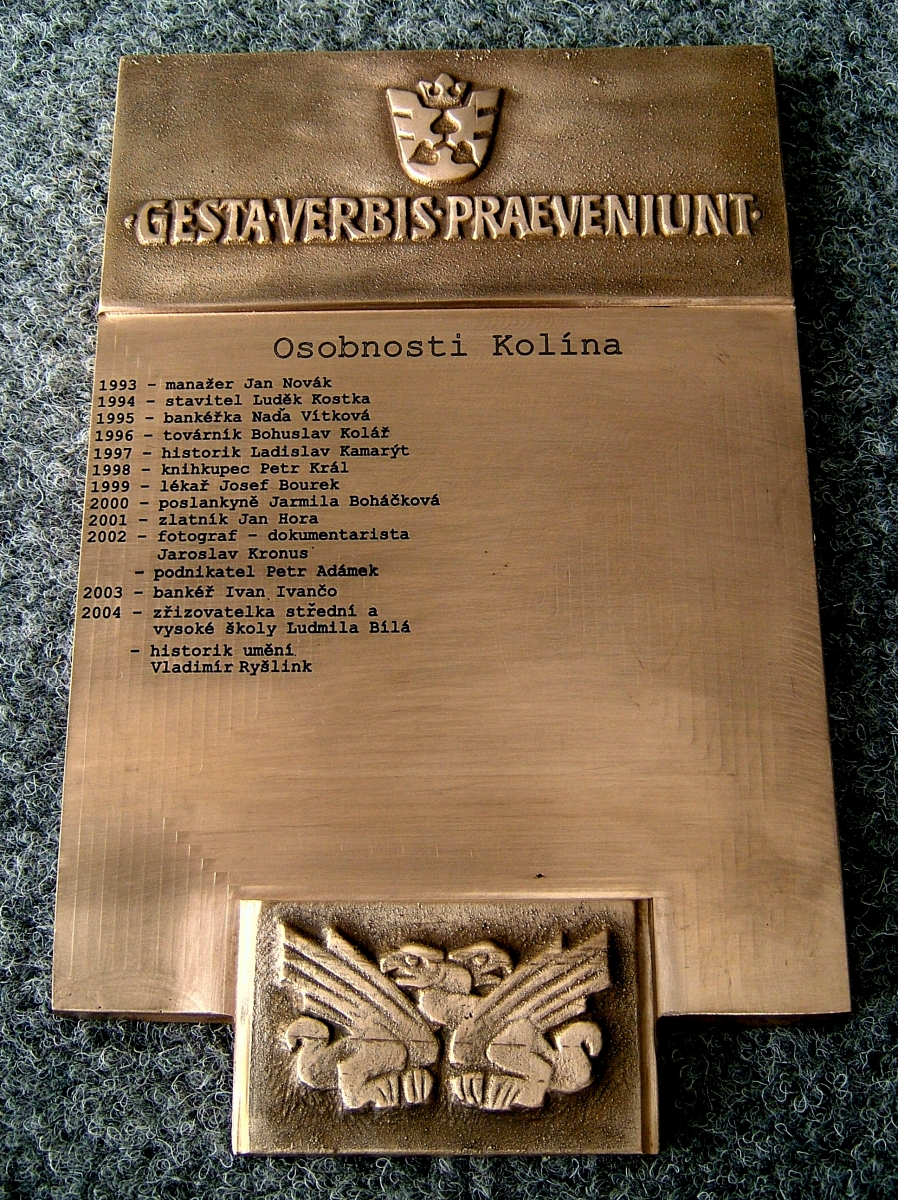 ·GESTA·VERBIS·PRAEVENIUNT·
Osobnosti Kolína
1993 – manažer Jan Novák
1994 – stavitel Luděk Kostka
1995 – bankéřka Naďa Vítková
1996 – továrník Bohuslav Kolář
1997 – historik Ladislav Kamarýt
1998 – knihkupec Petr Král
1999 – lékař Josef Bourek
2000 – poslankyně Jarmila Boháčková
2001 – zlatník Jan Hora
2002 – fotograf – dokumentarista
Jaroslav Kronus
– podnikatel Petr Adámek
2003 – bankéř Ivan Ivančo
2004 – zřizovatelka střední a
vysoké školy Ludmila Bílá
– historik umění
Vladimír Ryšlink